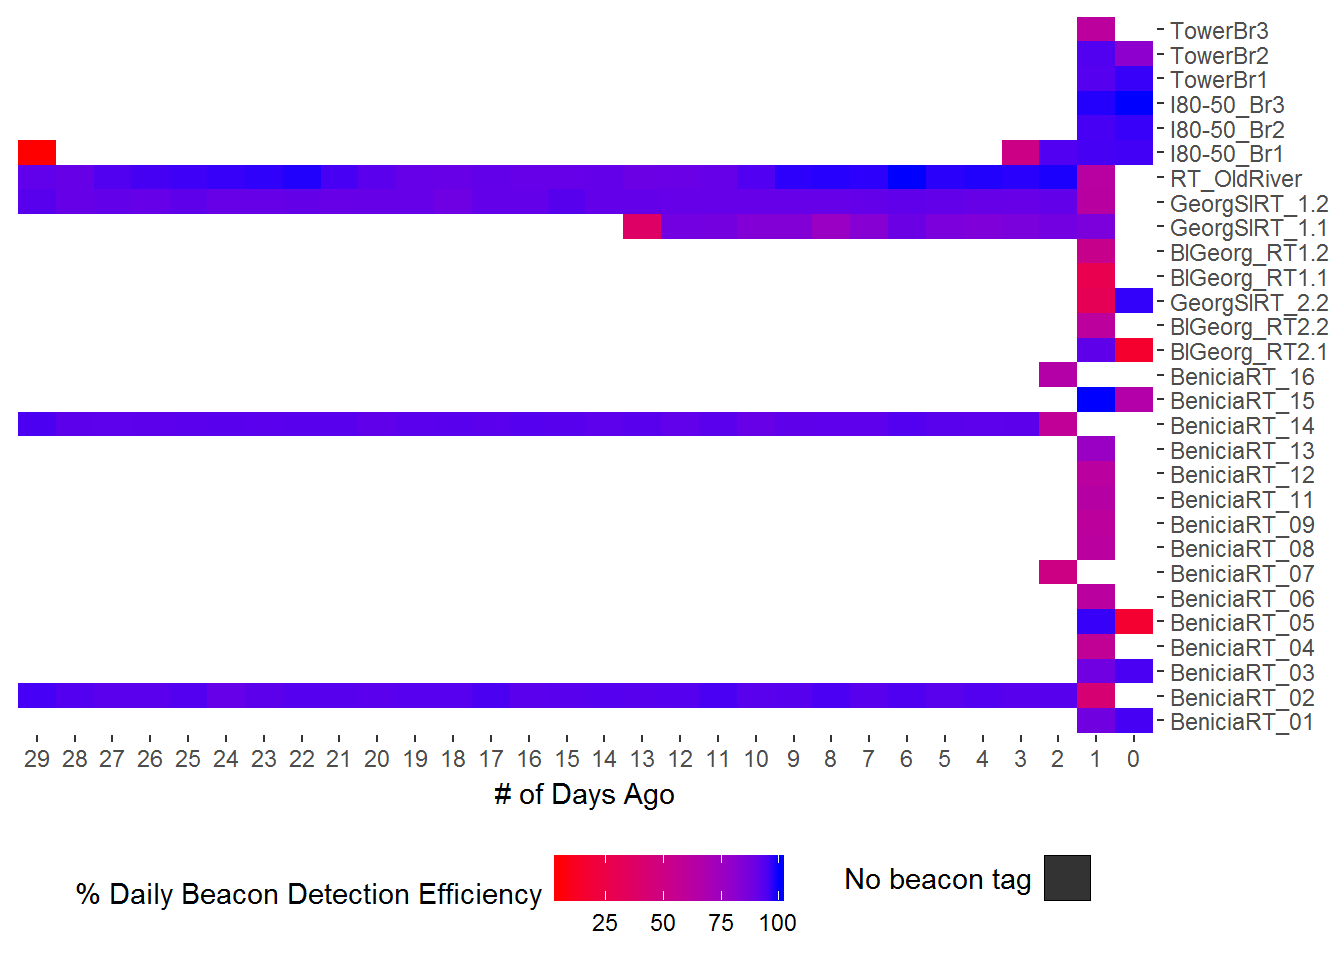 TowerBr3
TowerBr2
TowerBr1
I80-50_Br3
I80-50_Br2
I80-50_Br1
RT_OldRiver
GeorgSlRT_1.2
GeorgSlRT_1.1
BlGeorg_RT1.2
BlGeorg_RT1.1
GeorgSlRT_2.2
BlGeorg_RT2.2
BlGeorg_RT2.1
BeniciaRT_16
BeniciaRT_15
BeniciaRT_14
BeniciaRT_13
BeniciaRT_12
BeniciaRT_11
BeniciaRT_09
BeniciaRT_08
BeniciaRT_07
BeniciaRT_06
BeniciaRT_05
BeniciaRT_04
BeniciaRT_03
BeniciaRT_02
BeniciaRT_01
29 28 27 26 25 24 23 22 21 20 19 18 17 16 15 14 13 12 11 10 9 8 7 6 5 4 3 2 1 0
# of Days Ago
% Daily Beacon Detection Efficiency
25 50 75 100
No beacon tag